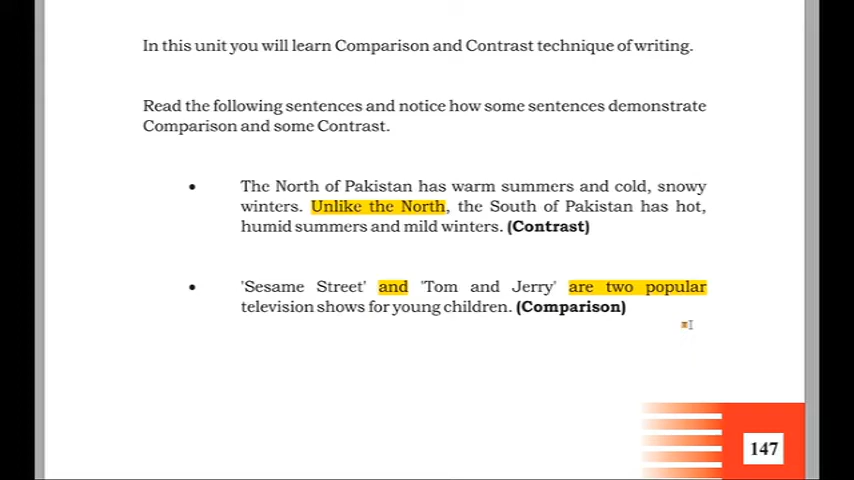 In this unit you will learn Comparison and Contrast technique of writing.
Read the following sentences and notice how some sentences demonstrate
Comparison and some Contrast.
• The North of Pakistan has warm summers and cold, snowy
winters. Unlike the North, the South of Pakistan has hot,
humid summers and mild winters. (Contrast)
• 'Sesame Street' and 'Tom and Jerry' are two popular
television shows for young children. (Comparison)
147